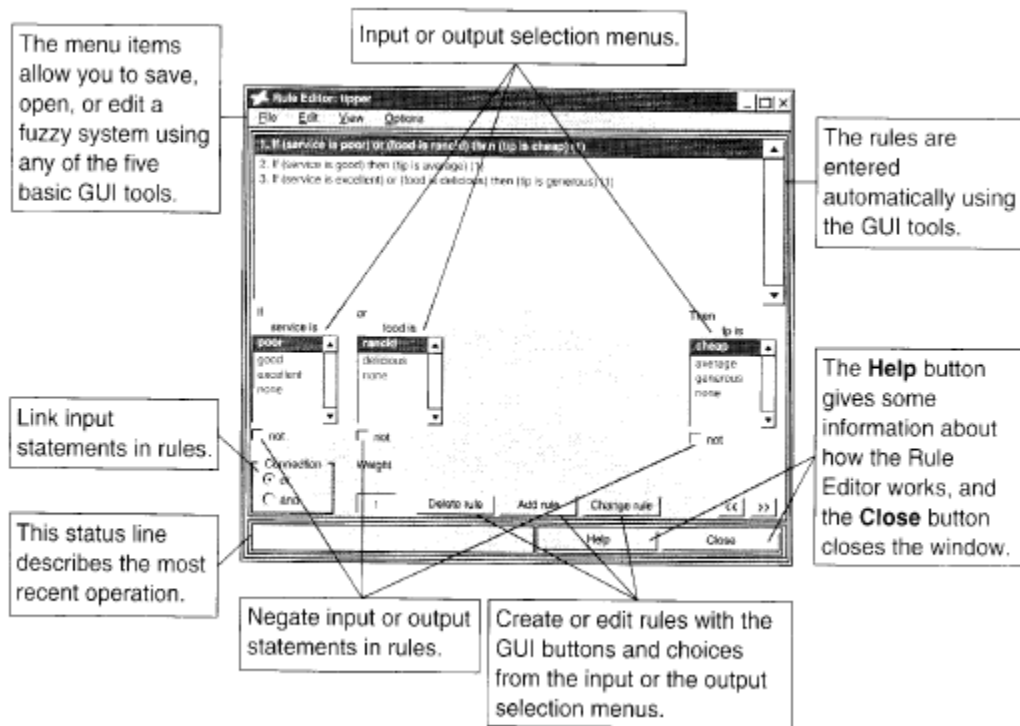 Input or output selection menus.
The menu items
allow you to save,
open, or edit a
fuzzy system using
any of the five
basic GUI tools.
Rule Editor: tipper
File Edit View Options
1. If (service is poor) or (food is rancid) then (tip is cheap) (1)
2. If (service is good) then (tip is average) (1)
3. If (service is excellent) or (food is delicious) then (tip is generous) (1)
The rules are
entered
automatically using
the GUI tools.
If
or
Then
service is
food is
tip is
poor
good
excellent
none
rancid
delicious
none
cheap
average
generous
none
not
not
not
Link input
statements in rules.
Connection
or
and
Weight
1
Delete rule
Add rule
Change rule
<<
>>
Help
Close
The Help button
gives some
information about
how the Rule
Editor works, and
the Close button
closes the window.
This status line
describes the most
recent operation.
Negate input or output
statements in rules.
Create or edit rules with the
GUI buttons and choices
from the input or the output
selection menus.